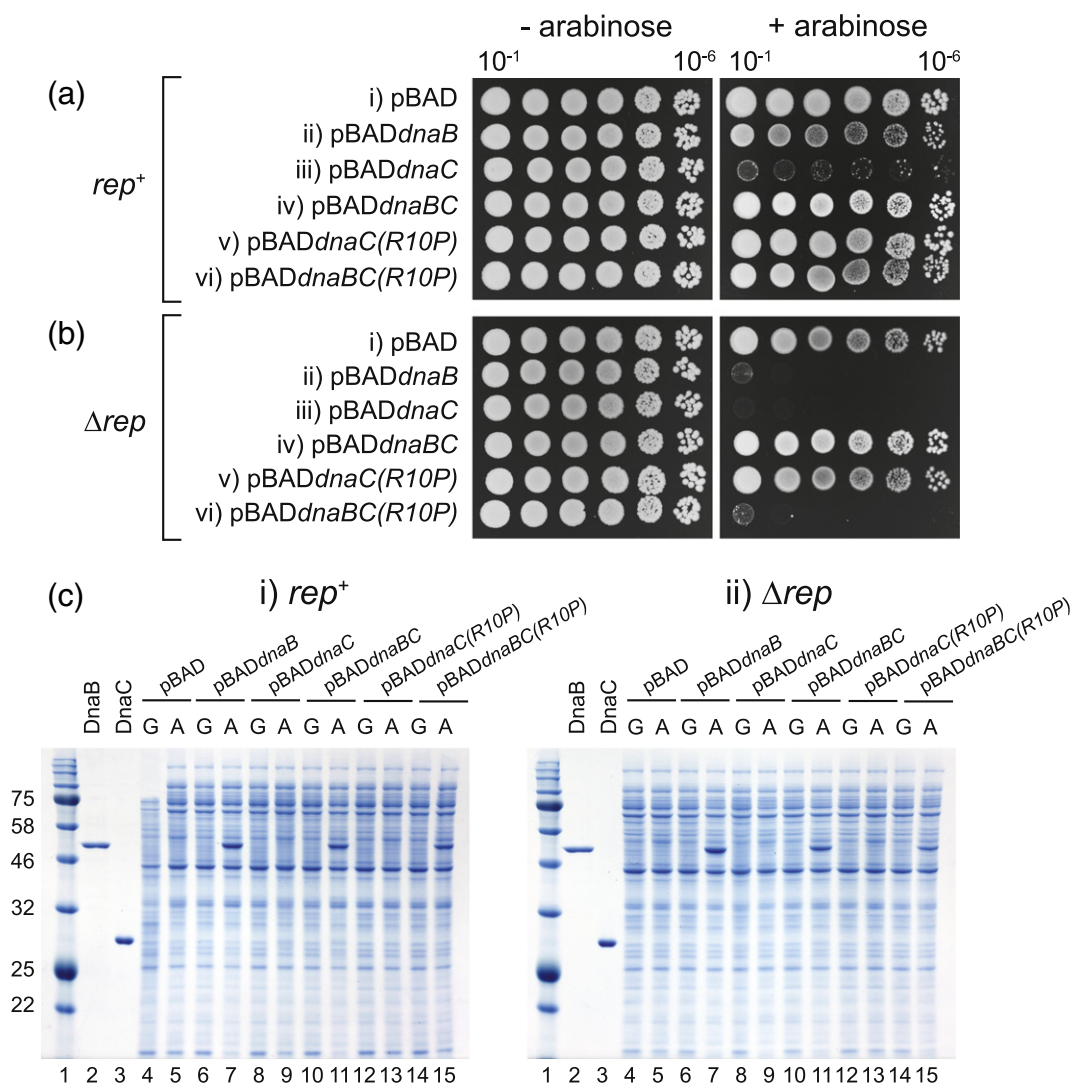 - arabinose + arabinose
10-1 10-6 10-1 10-6
(a)
rep+
i) pBAD
ii) pBADdnaB
iii) pBADdnaC
iv) pBADdnaBC
v) pBADdnaC(R10P)
vi) pBADdnaBC(R10P)
(b)
Δrep
i) pBAD
ii) pBADdnaB
iii) pBADdnaC
iv) pBADdnaBC
v) pBADdnaC(R10P)
vi) pBADdnaBC(R10P)
(c) i) rep+ ii) Δrep
DnaB DnaC pBAD pBADdnaB pBADdnaC pBADdnaBC pBADdnaC(R10P) pBADdnaBC(R10P)
DnaB DnaC pBAD pBADdnaB pBADdnaC pBADdnaBC pBADdnaC(R10P) pBADdnaBC(R10P)
G A G A G A G A G A G A
G A G A G A G A G A G A
75
58
46
32
25
22
1 2 3 4 5 6 7 8 9 10 11 12 13 14 15
1 2 3 4 5 6 7 8 9 10 11 12 13 14 15